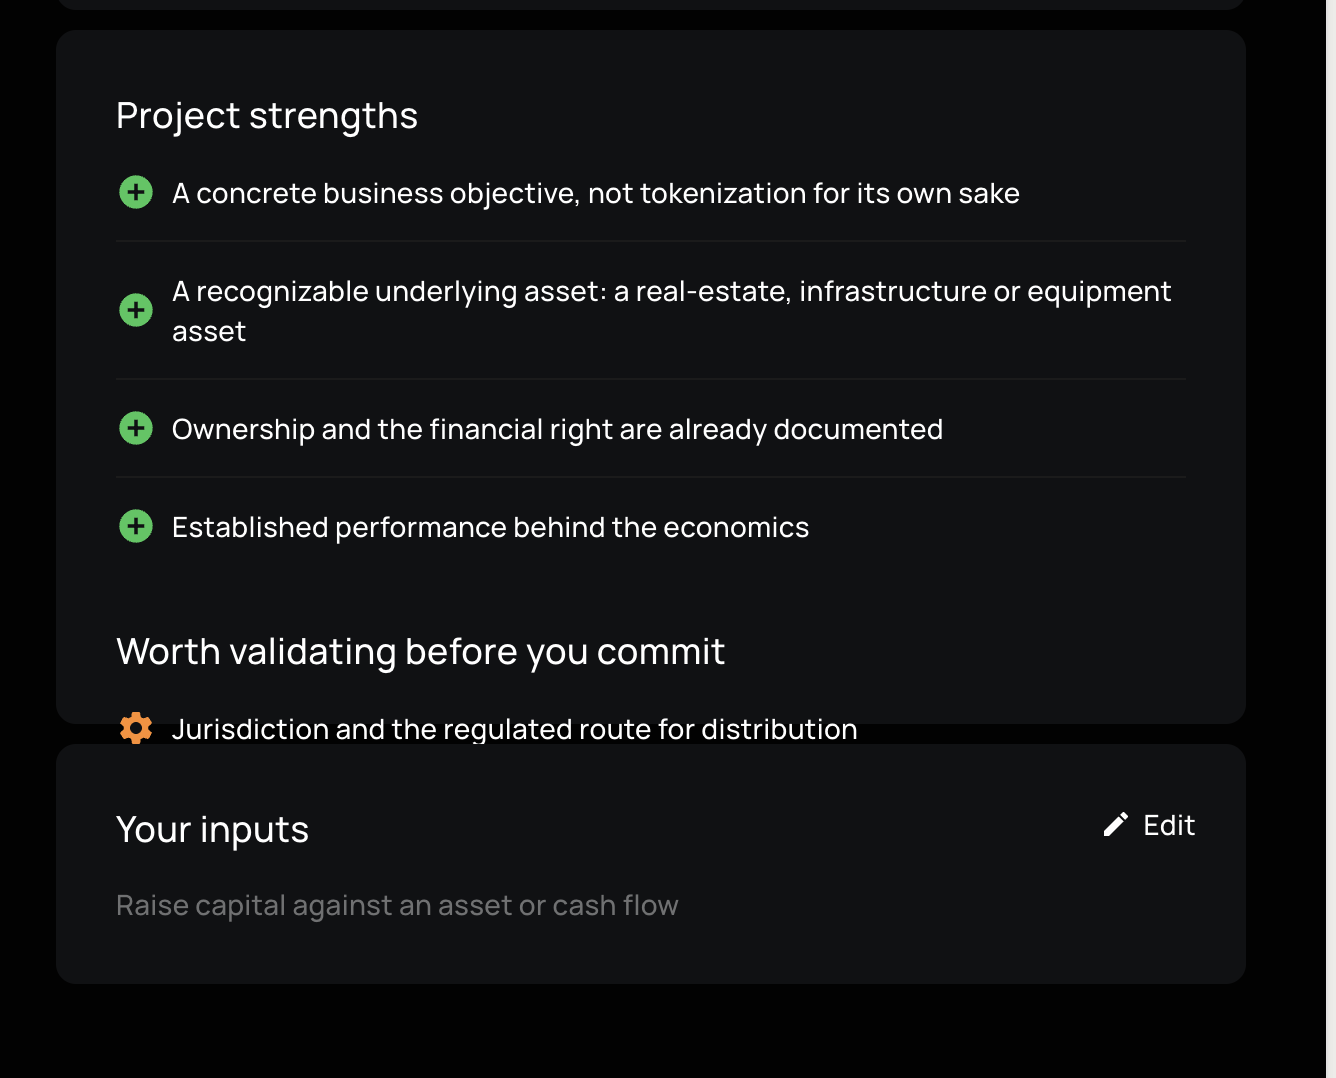 Project strengths
A concrete business objective, not tokenization for its own sake
A recognizable underlying asset: a real-estate, infrastructure or equipment
asset
Ownership and the financial right are already documented
Established performance behind the economics
Worth validating before you commit
Jurisdiction and the regulated route for distribution
Your inputs
Edit
Raise capital against an asset or cash flow